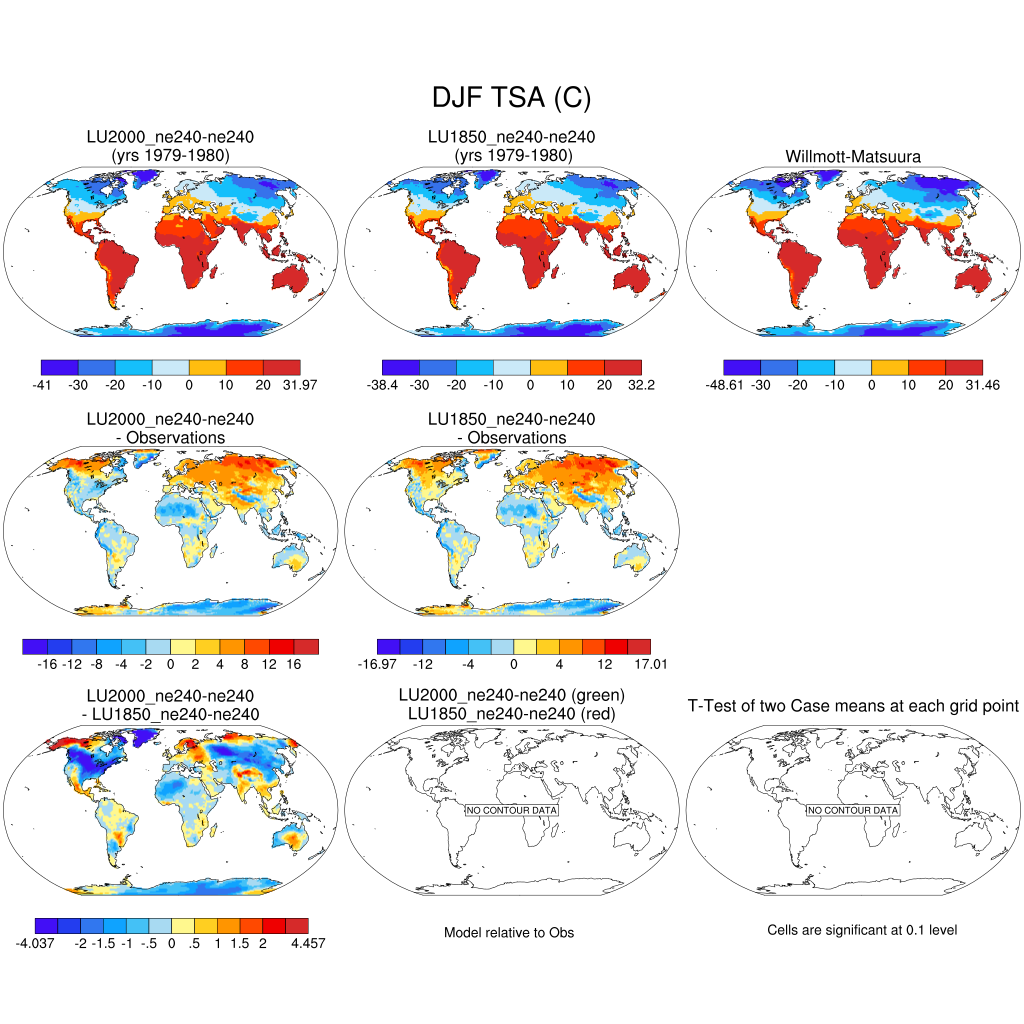 DJF TSA (C)
LU2000_ne240-ne240
(yrs 1979-1980)
LU1850_ne240-ne240
(yrs 1979-1980)
Willmott-Matsuura
-41 -30 -20 -10 0 10 20 31.97
-38.4 -30 -20 -10 0 10 20 32.2
-48.61 -30 -20 -10 0 10 20 31.46
LU2000_ne240-ne240
- Observations
LU1850_ne240-ne240
- Observations
-16 -12 -8 -4 -2 0 2 4 8 12 16
-16.97 -12 -4 0 4 12 17.01
LU2000_ne240-ne240
- LU1850_ne240-ne240
LU2000_ne240-ne240 (green)
LU1850_ne240-ne240 (red)
T-Test of two Case means at each grid point
NO CONTOUR DATA
NO CONTOUR DATA
-4.037 -2 -1.5 -1 -.5 0 .5 1 1.5 2 4.457
Model relative to Obs
Cells are significant at 0.1 level